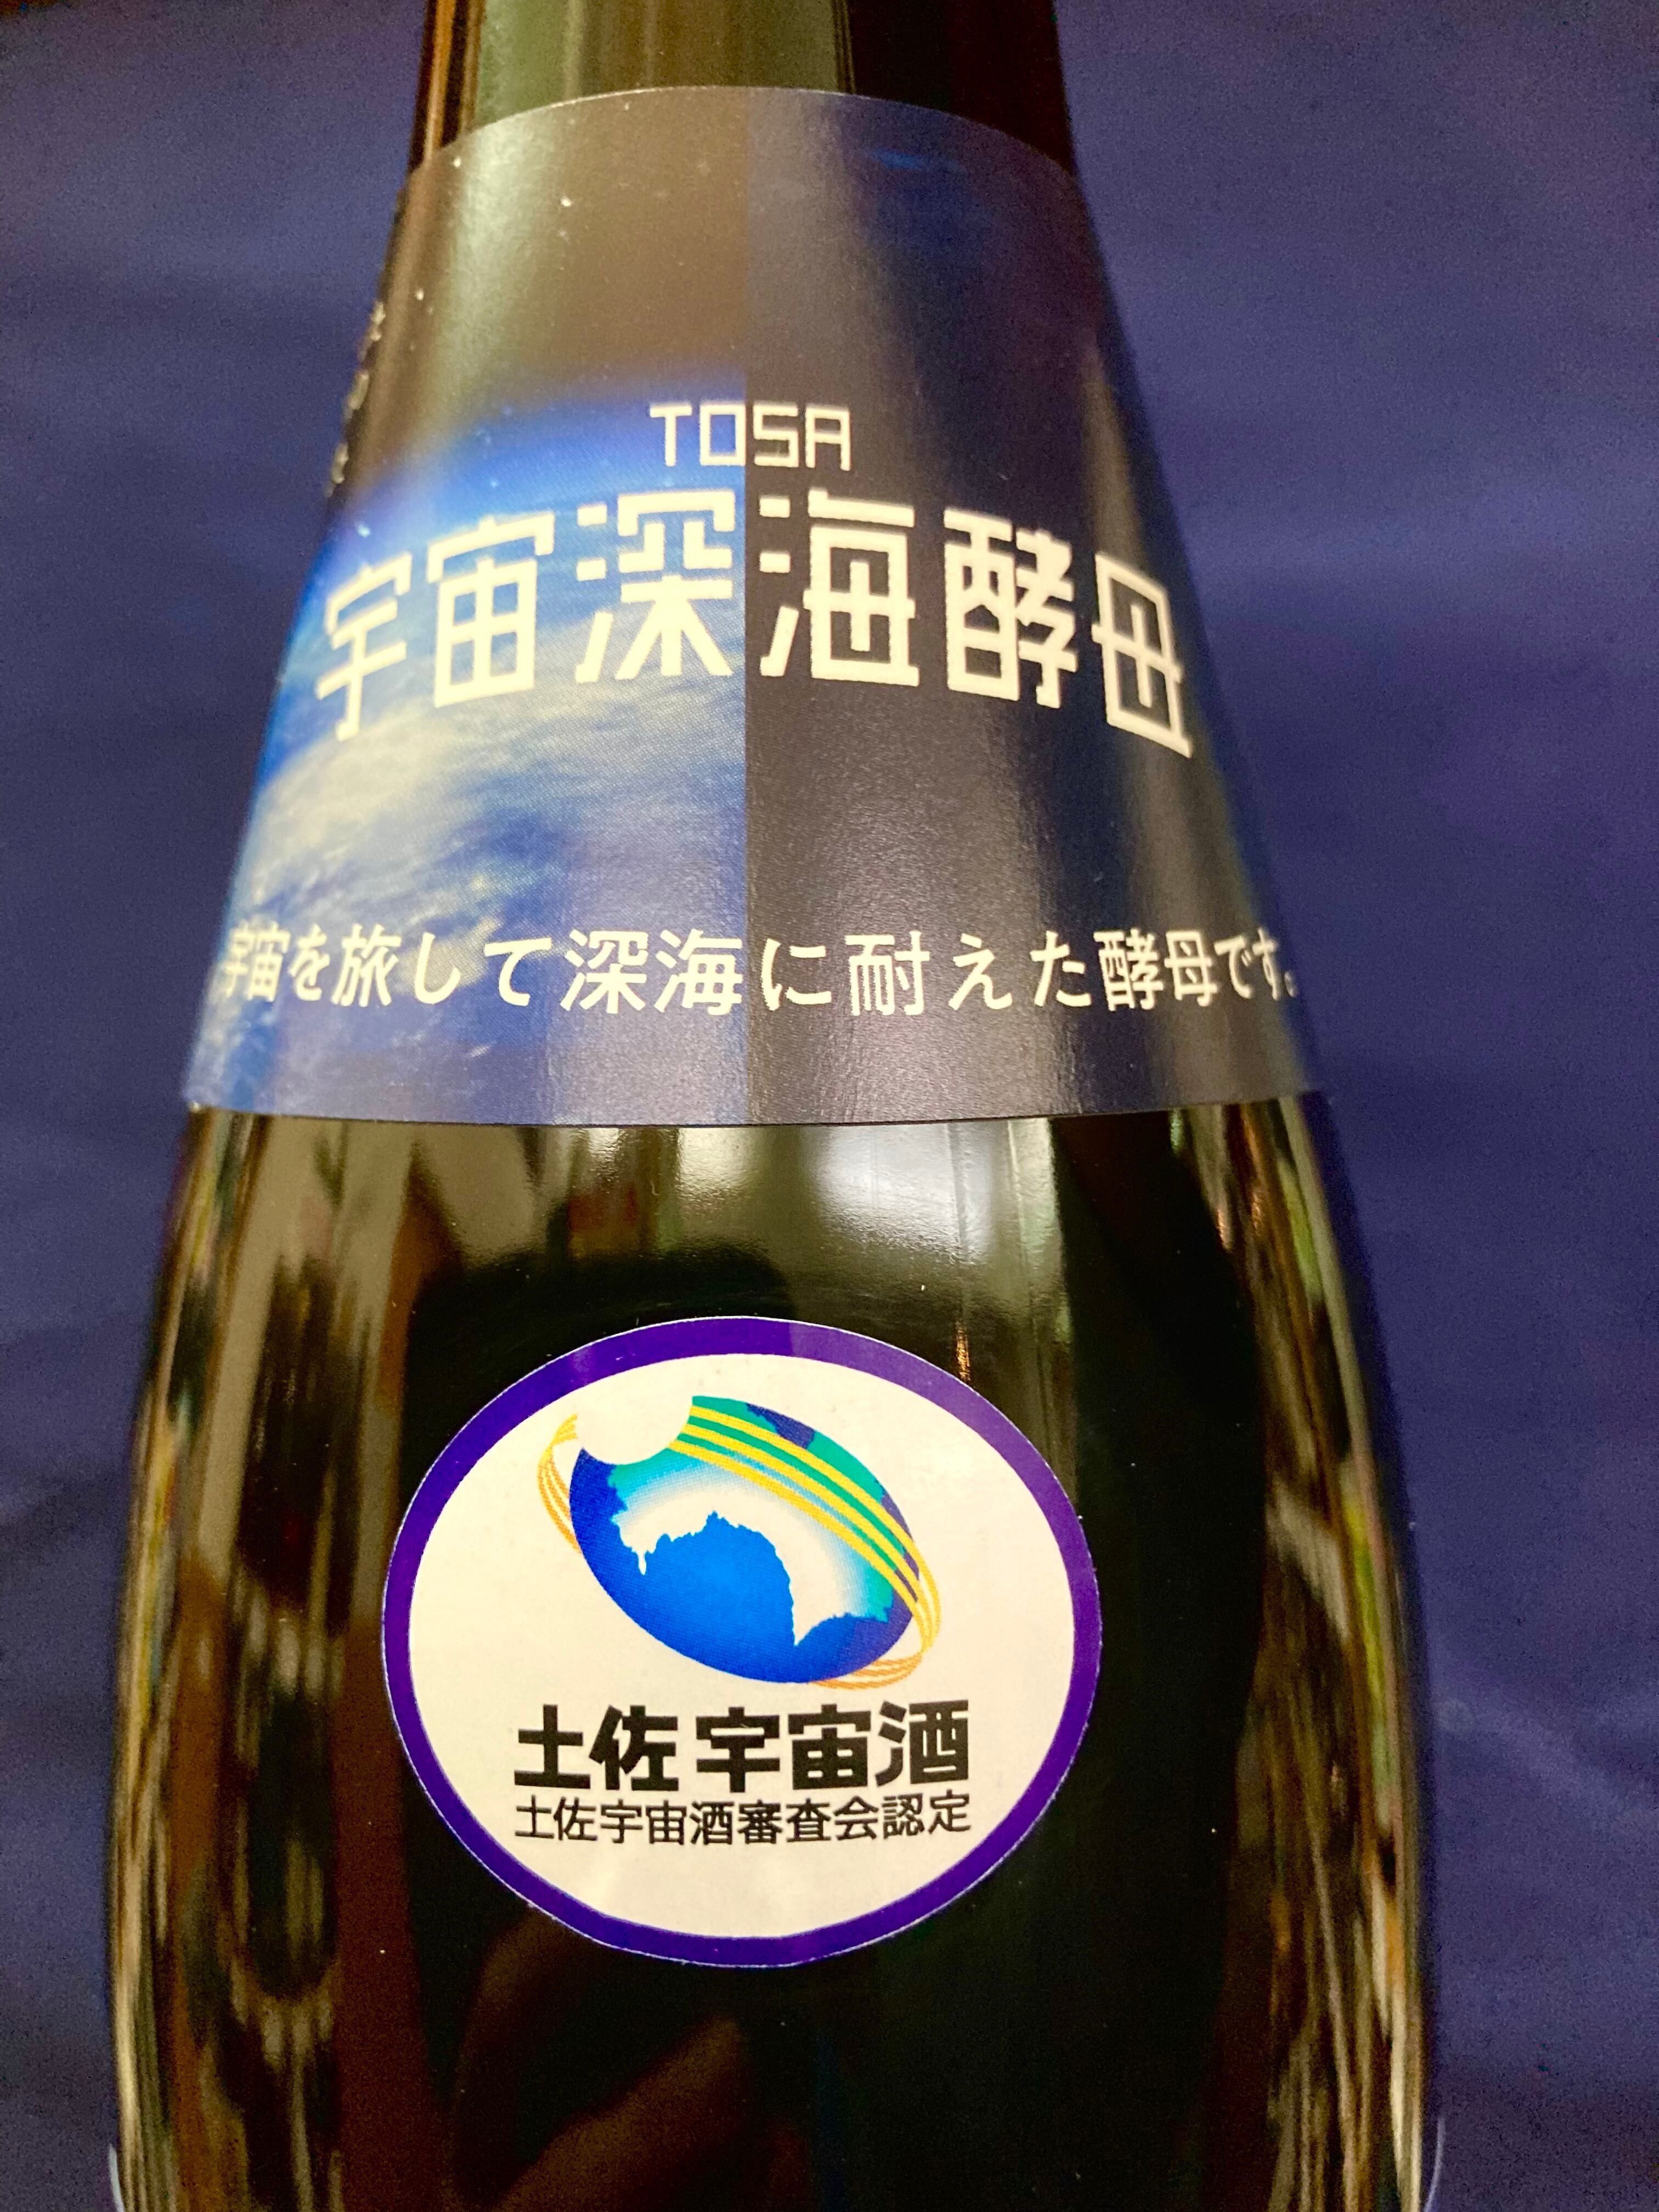 TOSA
宇宙深海酵母
宇宙を旅して深海に耐えた酵母です。
土佐宇宙酒
土佐宇宙酒審査会認定